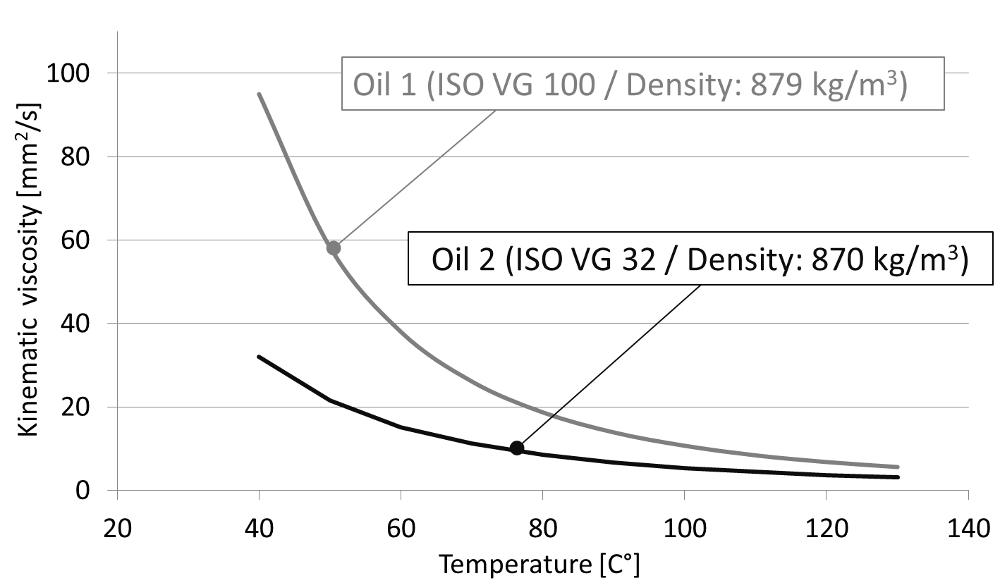 100
80
60
40
20
0
Kinematic viscosity [mm²/s]
Oil 1 (ISO VG 100 / Density: 879 kg/m³)
Oil 2 (ISO VG 32 / Density: 870 kg/m³)
20 40 60 80 100 120 140
Temperature [C°]